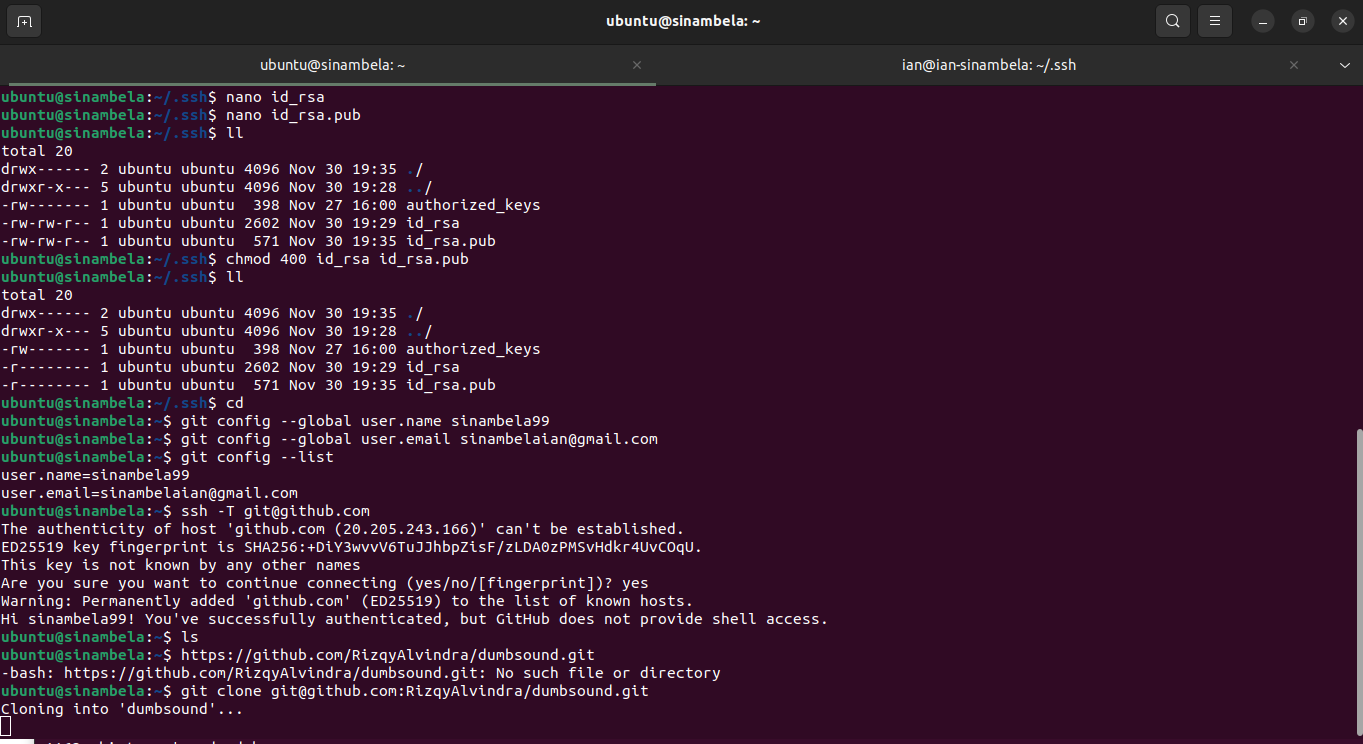 ubuntu@sinambela: ~
ubuntu@sinambela: ~
ian@ian-sinambela: ~/.ssh
ubuntu@sinambela:~/.ssh$ nano id_rsa
ubuntu@sinambela:~/.ssh$ nano id_rsa.pub
ubuntu@sinambela:~/.ssh$ ll
total 20
drwx------ 2 ubuntu ubuntu 4096 Nov 30 19:35 ./
drwxr-x--- 5 ubuntu ubuntu 4096 Nov 30 19:28 ../
-rw------- 1 ubuntu ubuntu  398 Nov 27 16:00 authorized_keys
-rw-rw-r-- 1 ubuntu ubuntu 2602 Nov 30 19:29 id_rsa
-rw-rw-r-- 1 ubuntu ubuntu  571 Nov 30 19:35 id_rsa.pub
ubuntu@sinambela:~/.ssh$ chmod 400 id_rsa id_rsa.pub
ubuntu@sinambela:~/.ssh$ ll
total 20
drwx------ 2 ubuntu ubuntu 4096 Nov 30 19:35 ./
drwxr-x--- 5 ubuntu ubuntu 4096 Nov 30 19:28 ../
-rw------- 1 ubuntu ubuntu  398 Nov 27 16:00 authorized_keys
-r-------- 1 ubuntu ubuntu 2602 Nov 30 19:29 id_rsa
-r-------- 1 ubuntu ubuntu  571 Nov 30 19:35 id_rsa.pub
ubuntu@sinambela:~/.ssh$ cd
ubuntu@sinambela:~$ git config --global user.name sinambela99
ubuntu@sinambela:~$ git config --global user.email sinambelaian@gmail.com
ubuntu@sinambela:~$ git config --list
user.name=sinambela99
user.email=sinambelaian@gmail.com
ubuntu@sinambela:~$ ssh -T git@github.com
The authenticity of host 'github.com (20.205.243.166)' can't be established.
ED25519 key fingerprint is SHA256:+DiY3wvvV6TuJJhbpZisF/zLDA0zPMSvHdkr4UvCOqU.
This key is not known by any other names
Are you sure you want to continue connecting (yes/no/[fingerprint])? yes
Warning: Permanently added 'github.com' (ED25519) to the list of known hosts.
Hi sinambela99! You've successfully authenticated, but GitHub does not provide shell access.
ubuntu@sinambela:~$ ls
ubuntu@sinambela:~$ https://github.com/RizqyAlvindra/dumbsound.git
-bash: https://github.com/RizqyAlvindra/dumbsound.git: No such file or directory
ubuntu@sinambela:~$ git clone git@github.com:RizqyAlvindra/dumbsound.git
Cloning into 'dumbsound'...